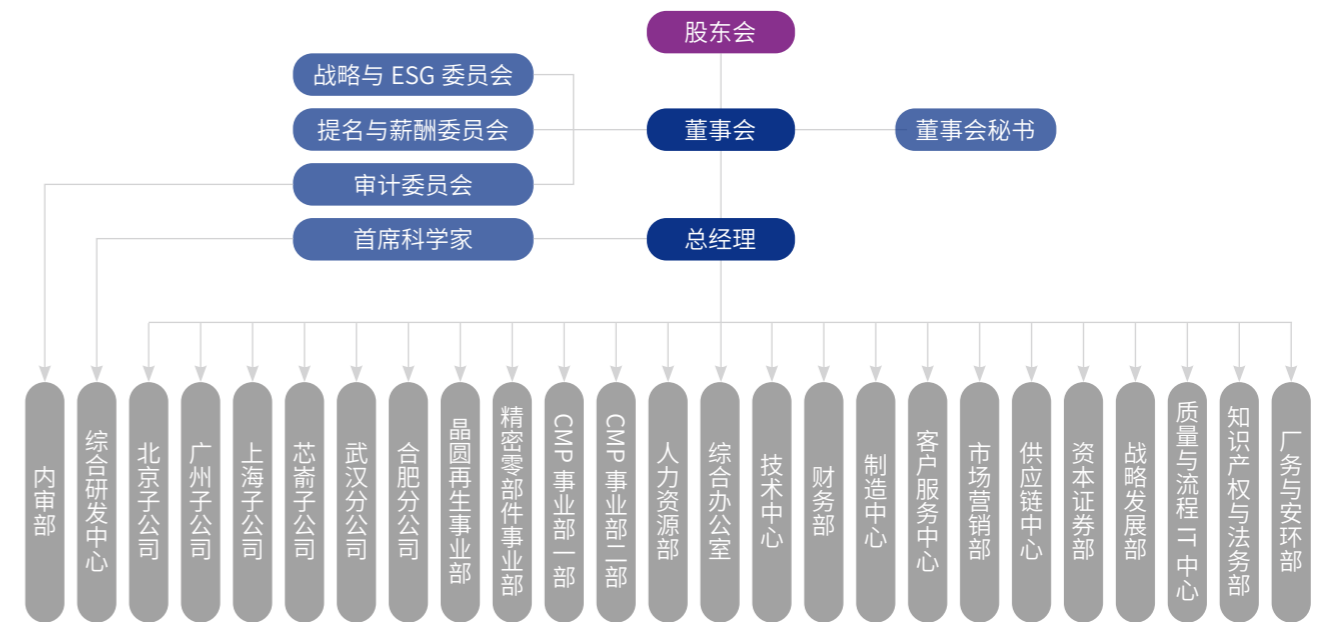 股东会
战略与 ESG 委员会
提名与薪酬委员会
董事会
董事会秘书
审计委员会
首席科学家
总经理
内审部
综合研发中心
北京子公司
广州子公司
上海子公司
芯嵛子公司
武汉分公司
合肥分公司
晶圆再生事业部
精密零部件事业部
CMP 事业部一部
CMP 事业部二部
人力资源部
综合办公室
技术中心
财务部
制造中心
客户服务中心
市场营销部
供应链中心
资本证券部
战略发展部
质量与流程 IT 中心
知识产权与法务部
厂务与安环部